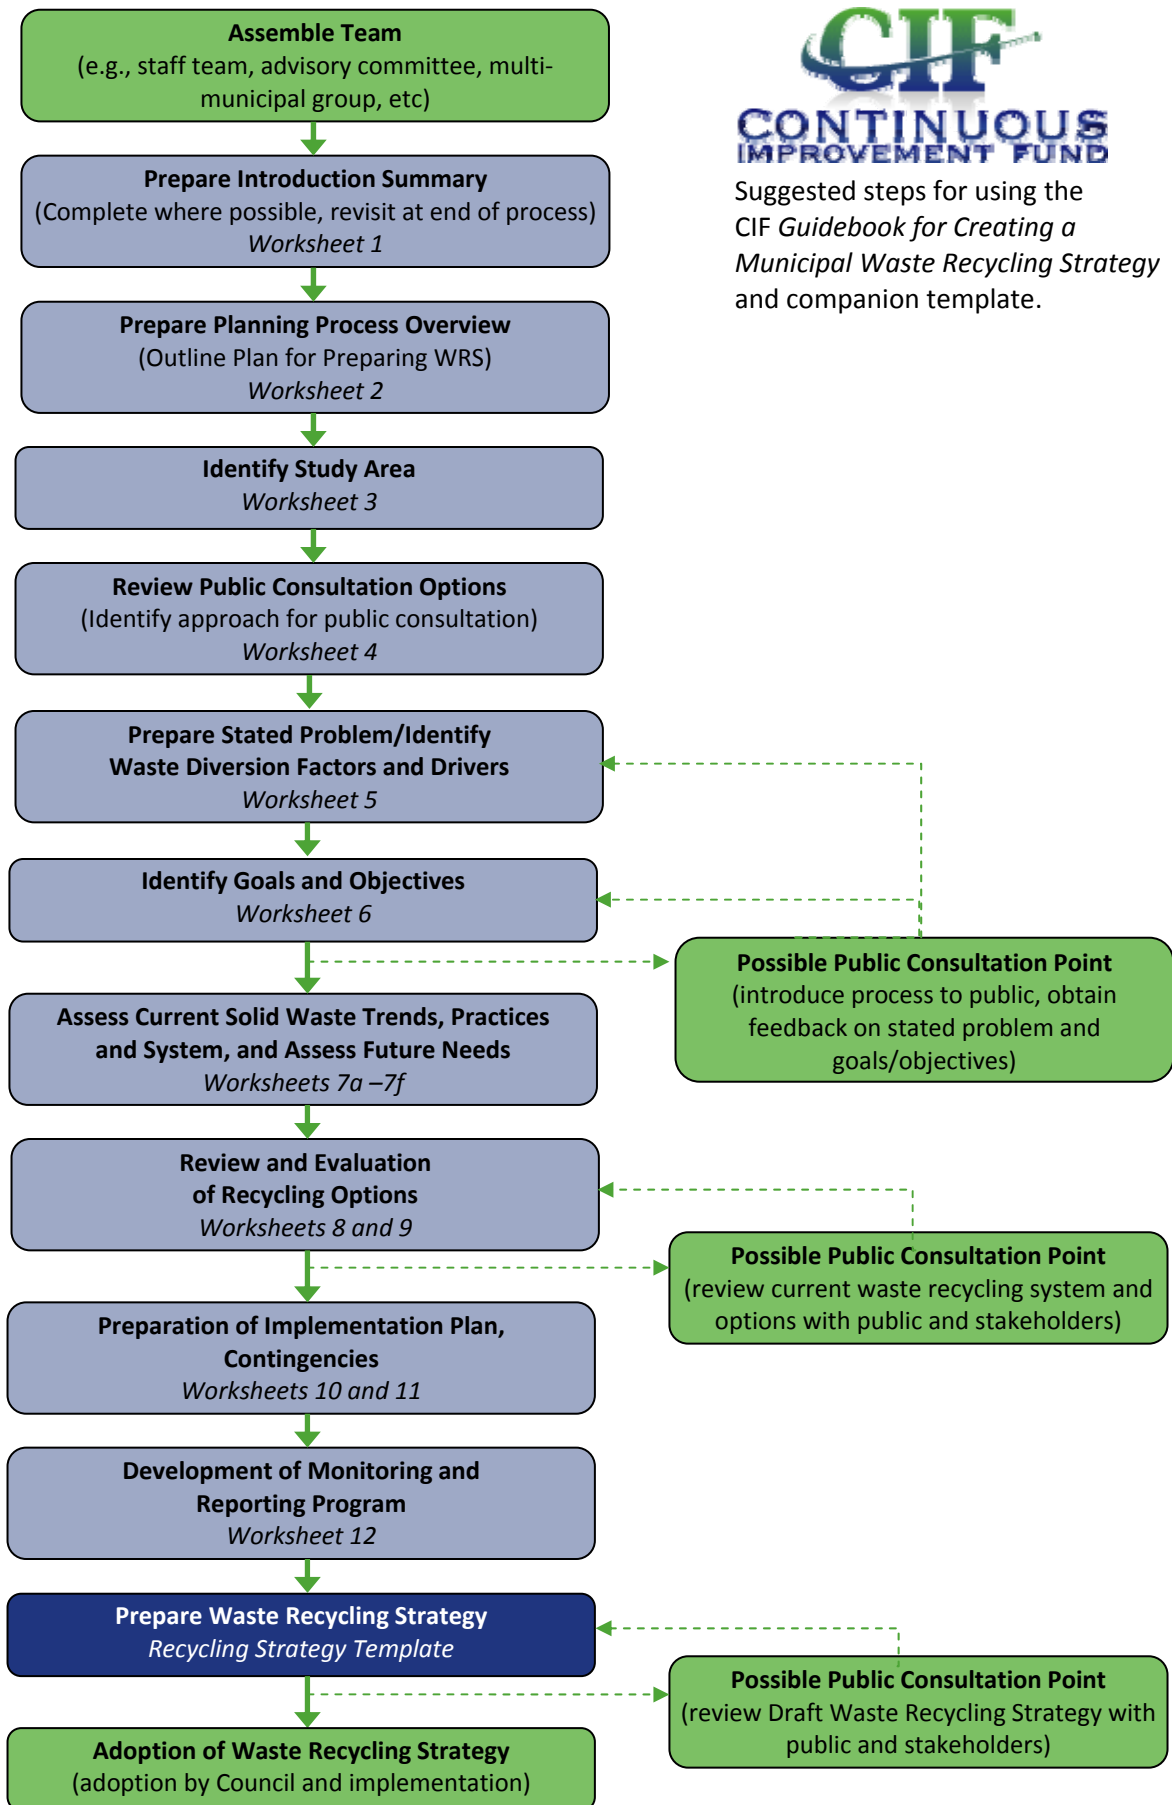 Assemble Team
(e.g., staff team, advisory committee, multi-
municipal group, etc)
CIF
CONTINUOUS
IMPROVEMENT FUND
Suggested steps for using the
CIF Guidebook for Creating a
Municipal Waste Recycling Strategy
and companion template.
Prepare Introduction Summary
(Complete where possible, revisit at end of process)
Worksheet 1
Prepare Planning Process Overview
(Outline Plan for Preparing WRS)
Worksheet 2
Identify Study Area
Worksheet 3
Review Public Consultation Options
(Identify approach for public consultation)
Worksheet 4
Prepare Stated Problem/Identify
Waste Diversion Factors and Drivers
Worksheet 5
Identify Goals and Objectives
Worksheet 6
Possible Public Consultation Point
(introduce process to public, obtain
feedback on stated problem and
goals/objectives)
Assess Current Solid Waste Trends, Practices
and System, and Assess Future Needs
Worksheets 7a –7f
Review and Evaluation
of Recycling Options
Worksheets 8 and 9
Possible Public Consultation Point
(review current waste recycling system and
options with public and stakeholders)
Preparation of Implementation Plan,
Contingencies
Worksheets 10 and 11
Development of Monitoring and
Reporting Program
Worksheet 12
Prepare Waste Recycling Strategy
Recycling Strategy Template
Possible Public Consultation Point
(review Draft Waste Recycling Strategy with
public and stakeholders)
Adoption of Waste Recycling Strategy
(adoption by Council and implementation)